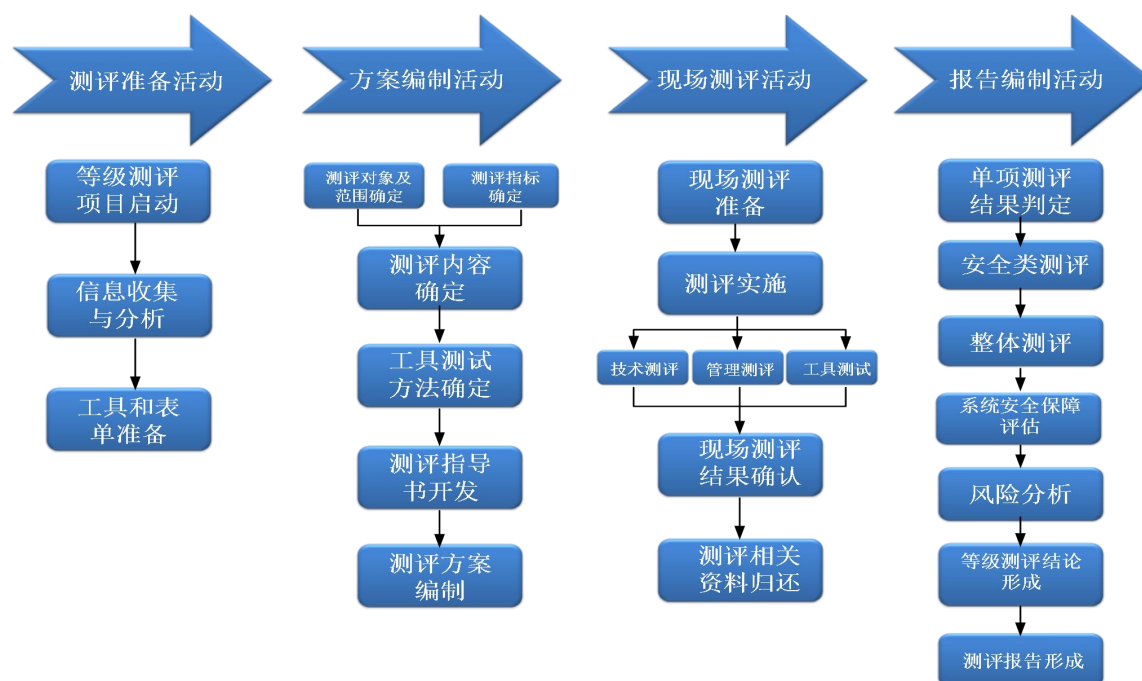 测评准备活动
方案编制活动
现场测评活动
报告编制活动
等级测评
项目启动
信息收集
与分析
工具和表
单准备
测评对象及
范围确定
测评指标
确定
测评内容
确定
工具测试
方法确定
测评指导
书开发
测评方案
编制
现场测评
准备
测评实施
技术测评
管理测评
工具测试
现场测评
结果确认
测评相关
资料归还
单项测评
结果判定
安全类测评
整体测评
系统安全保障
评估
风险分析
等级测评结论
形成
测评报告形成